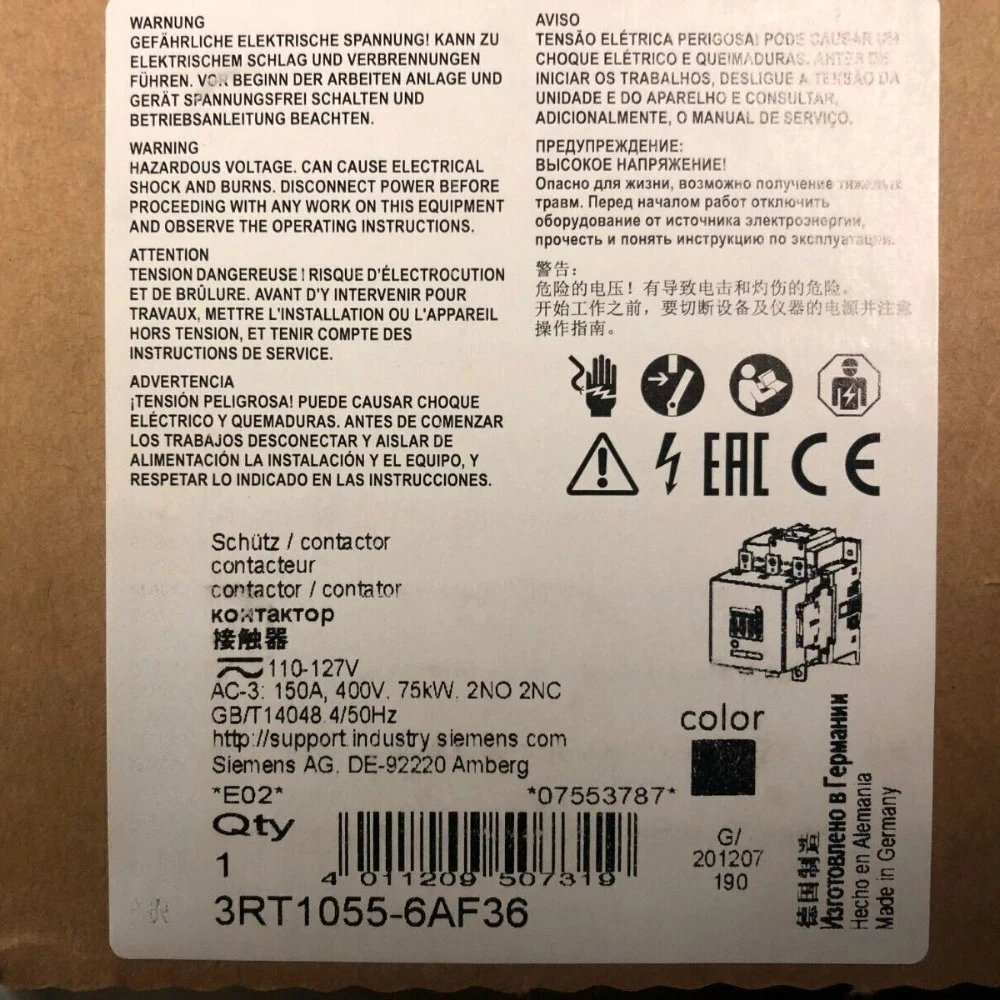 WARNUNG
GEFÄHRLICHE ELEKTRISCHE SPANNUNG! KANN ZU
ELEKTRISCHEM SCHLAG UND VERBRENNUNGEN
FÜHREN. VOR BEGINN DER ARBEITEN ANLAGE UND
GERÄT SPANNUNGSFREI SCHALTEN UND
BETRIEBSANLEITUNG BEACHTEN.
WARNING
HAZARDOUS VOLTAGE. CAN CAUSE ELECTRICAL
SHOCK AND BURNS. DISCONNECT POWER BEFORE
PROCEEDING WITH ANY WORK ON THIS EQUIPMENT
AND OBSERVE THE OPERATING INSTRUCTIONS.
ATTENTION
TENSION DANGEREUSE ! RISQUE D'ÉLECTROCUTION
ET DE BRÛLURE. AVANT D'Y INTERVENIR POUR
TRAVAUX, METTRE L'INSTALLATION OU L'APPAREIL
HORS TENSION, ET TENIR COMPTE DES
INSTRUCTIONS DE SERVICE.
ADVERTENCIA
¡TENSIÓN PELIGROSA! PUEDE CAUSAR CHOQUE
ELÉCTRICO Y QUEMADURAS. ANTES DE COMENZAR
LOS TRABAJOS DESCONECTAR Y AISLAR DE
ALIMENTACIÓN LA INSTALACIÓN Y EL EQUIPO, Y
RESPETAR LO INDICADO EN LAS INSTRUCCIONES.
AVISO
TENSÃO ELÉTRICA PERIGOSA! PODE CAUSAR UM
CHOQUE ELÉTRICO E QUEIMADURAS. ANTES DE
INICIAR OS TRABALHOS, DESLIGUE A TENSÃO DA
UNIDADE E DO APARELHO E CONSULTAR,
ADICIONALMENTE, O MANUAL DE SERVIÇO.
ПРЕДУПРЕЖДЕНИЕ:
ВЫСОКОЕ НАПРЯЖЕНИЕ!
Опасно для жизни, возможно получение тяжелых
травм. Перед началом работ отключить
оборудование от источника электроэнергии,
прочесть и понять инструкцию по эксплуатации.
警告：
危险的电压！有导致电击和灼伤的危险。
开始工作之前，要切断设备及仪器的电源并注意
操作指南。
EAC CE
Schütz / contactor
contacteur
contactor / contator
контактор
接触器
110-127V
AC-3: 150A, 400V. 75kW. 2NO 2NC
GB/T14048.4/50Hz
http://support.industry.siemens.com
Siemens AG. DE-92220 Amberg
*E02* *07553787*
Qty
1
4 011209 507319
3RT1055-6AF36
color
G/
201207
190
德国制造
Изготовлено в Германии
Hecho en Alemania
Made in Germany